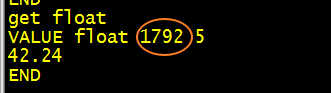 END
get float
VALUE float 1792 5
42.24
END